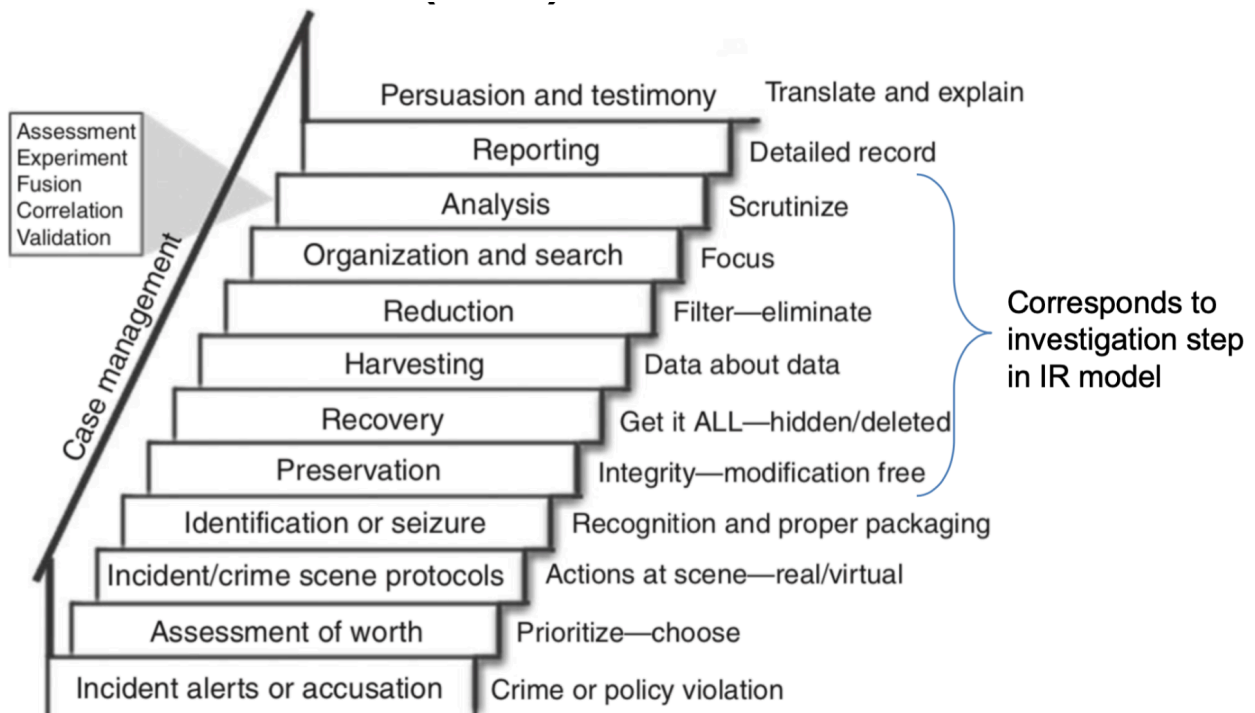 Persuasion and testimony Translate and explain
Assessment
Experiment
Fusion
Correlation
Validation
Reporting Detailed record
Analysis Scrutinize
Organization and search Focus
Reduction Filter—eliminate
Harvesting Data about data
Recovery Get it ALL—hidden/deleted
Preservation Integrity—modification free
Identification or seizure Recognition and proper packaging
Incident/crime scene protocols Actions at scene—real/virtual
Assessment of worth Prioritize—choose
Incident alerts or accusation Crime or policy violation
Case management
Corresponds to
investigation step
in IR model